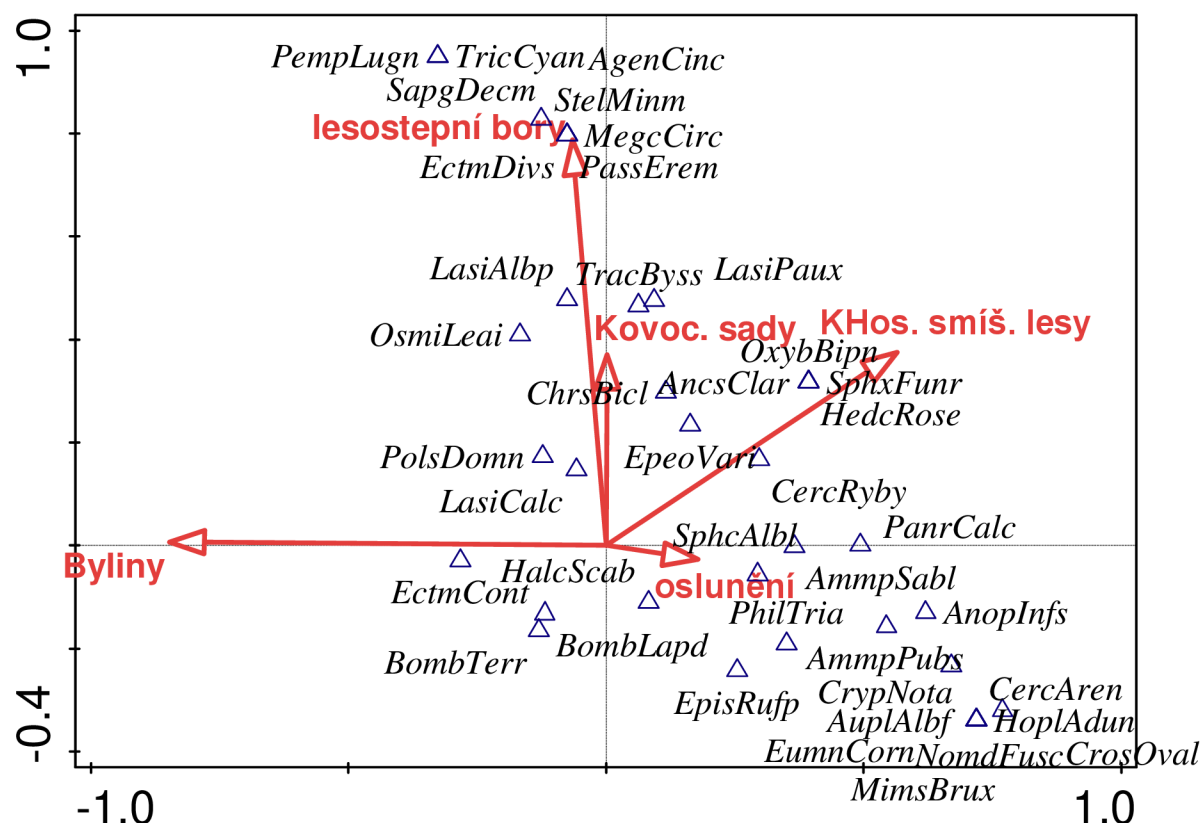 1.0
PempLugn TricCyan AgenCinc
SapgDecm StelMinm
lesostepní bory MegcCirc
EctmDivs PassErem
LasiAlbp TracByss LasiPaux
OsmiLeai Kovoc. sady KHos. smíš. lesy
OxybBipn
ChrsBicl AncsClar SphxFunr
HedcRose
PolsDomn EpeoVari
LasiCalc CercRyby
SphcAlbl PanrCalc
Byliny HalcScab oslunění AmmpSabl
EctmCont PhilTria AnopInfs
BombTerr BombLapd AmmpPubs
EpisRufp CrypNota CercAren
AuplAlbf HoplAdun
EumnCorn NomdFusc CrosOval
MimsBrux
-0.4
-1.0 1.0